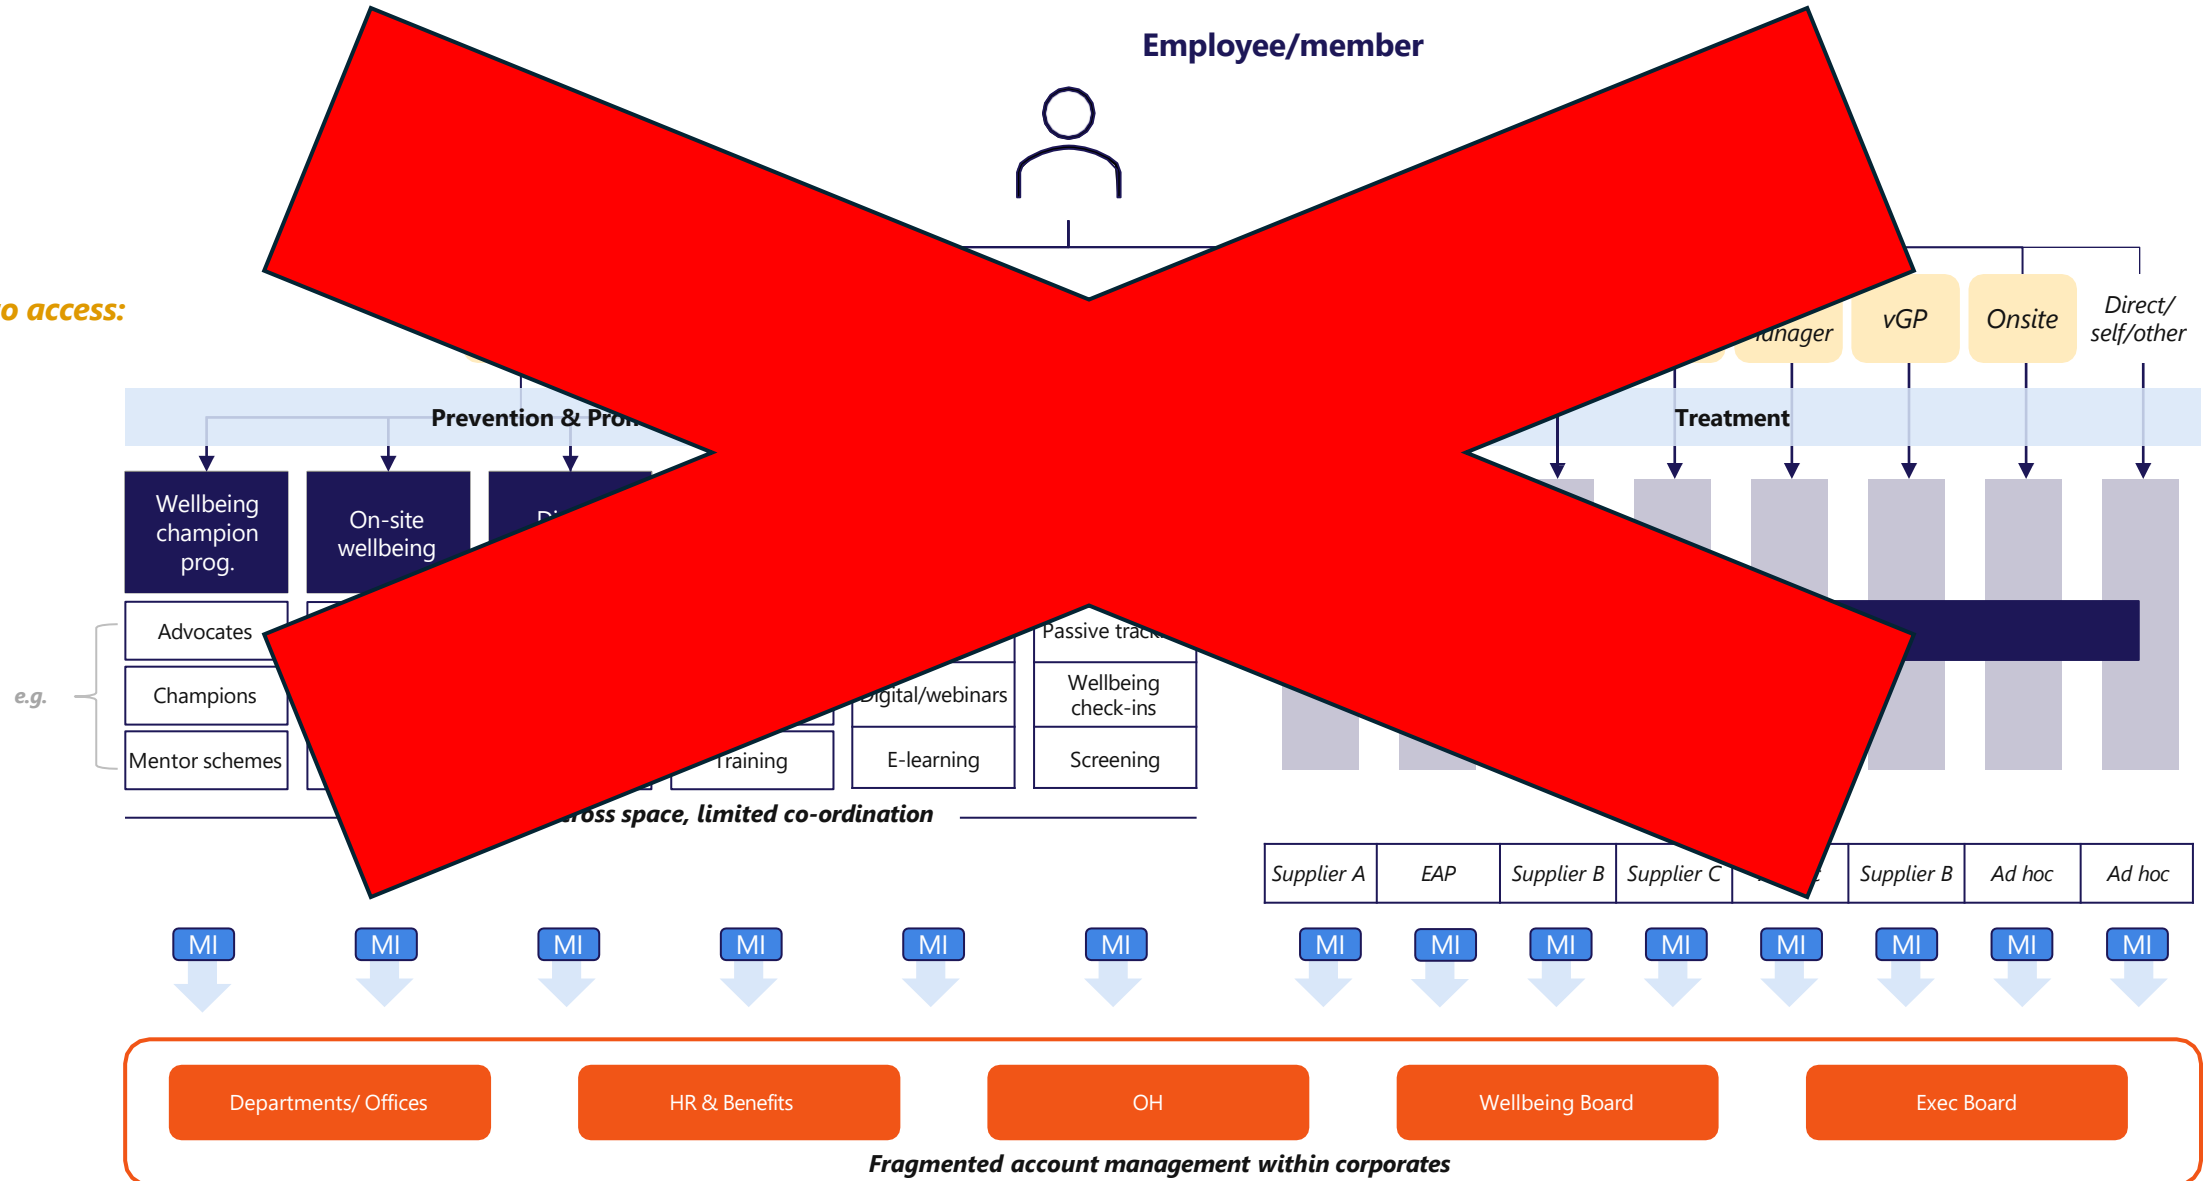 Employee/member
o access:
anager
vGP
Onsite
Direct/
self/other
Prevention & Prom
Treatment
Wellbeing
champion
prog.
On-site
wellbeing
Di
Advocates
Champions
Mentor schemes
e.g.
Training
Digital/webinars
E-learning
Passive track
Wellbeing
check-ins
Screening
ross space, limited co-ordination
Supplier A
EAP
Supplier B
Supplier C
Supplier B
Ad hoc
Ad hoc
MI
MI
MI
MI
MI
MI
MI
MI
MI
MI
MI
MI
MI
MI
Departments/ Offices
HR & Benefits
OH
Wellbeing Board
Exec Board
Fragmented account management within corporates